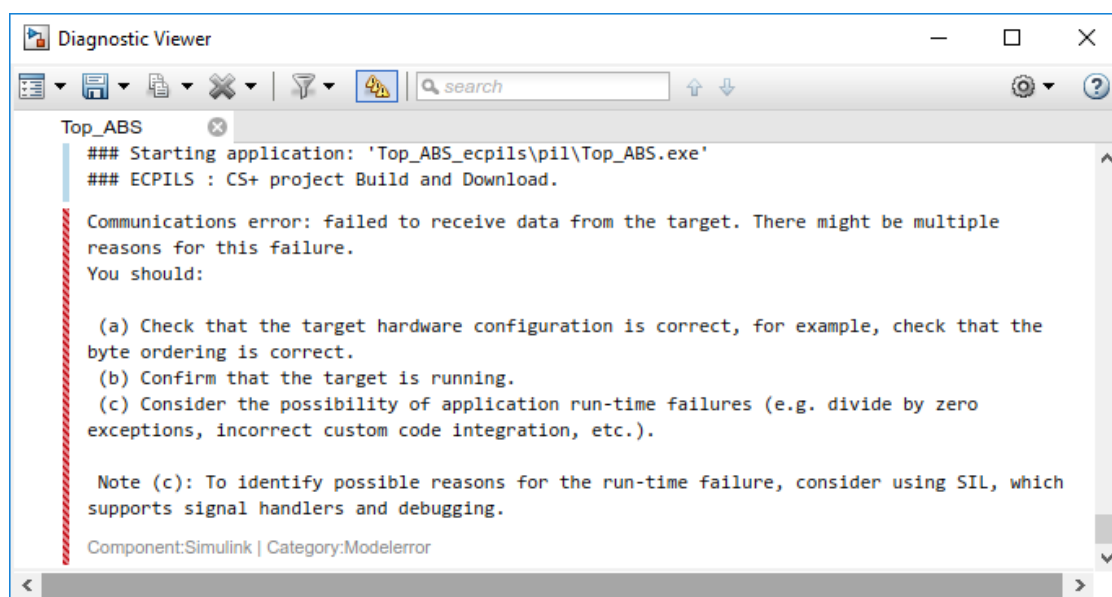 Diagnostic Viewer
search
Top_ABS
### Starting application: 'Top_ABS_ecpils\pil\Top_ABS.exe'
### ECPILS : CS+ project Build and Download.
Communications error: failed to receive data from the target. There might be multiple
reasons for this failure.
You should:
(a) Check that the target hardware configuration is correct, for example, check that the
byte ordering is correct.
(b) Confirm that the target is running.
(c) Consider the possibility of application run-time failures (e.g. divide by zero
exceptions, incorrect custom code integration, etc.).
Note (c): To identify possible reasons for the run-time failure, consider using SIL, which
supports signal handlers and debugging.
Component:Simulink | Category:Modelerror